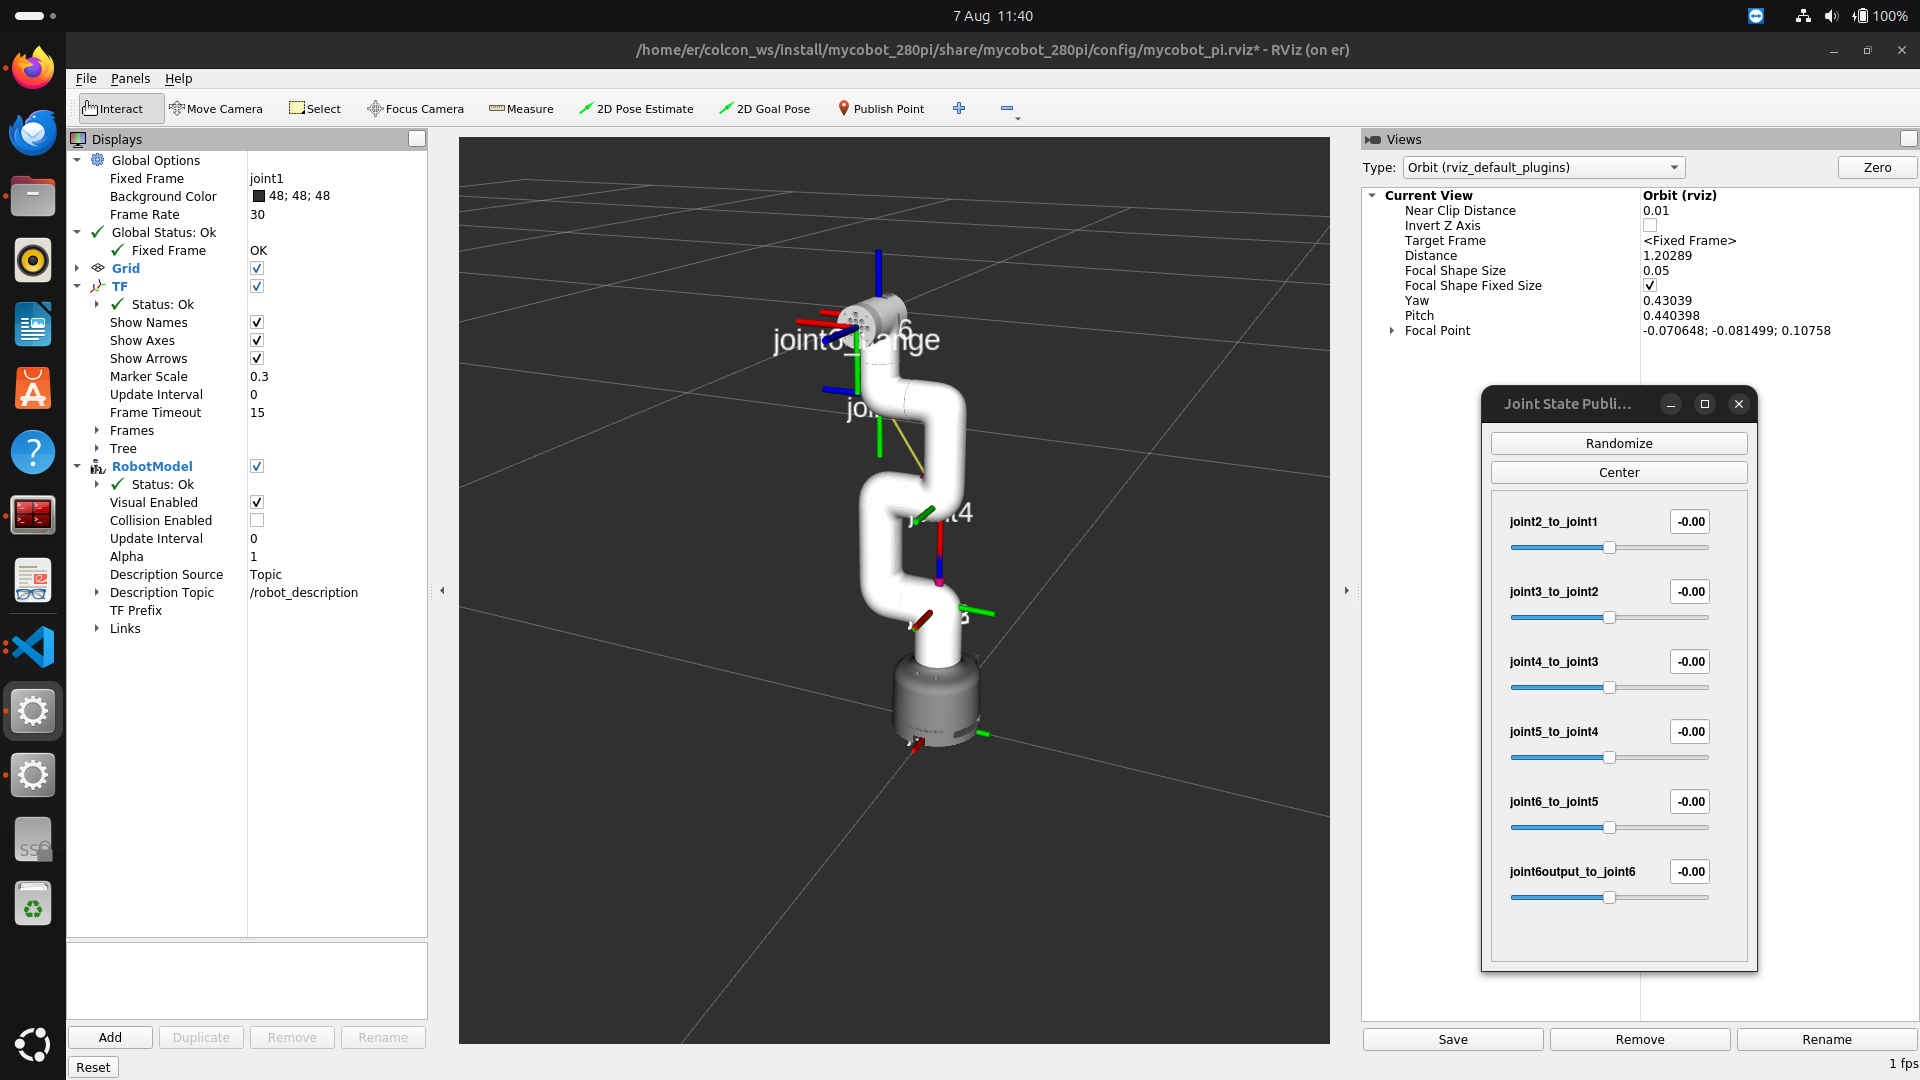 7 Aug 11:40
100%
/home/er/colcon_ws/install/mycobot_280pi/share/mycobot_280pi/config/mycobot_pi.rviz* - RViz (on er)
File Panels Help
Interact Move Camera Select Focus Camera Measure 2D Pose Estimate 2D Goal Pose Publish Point
Displays
Global Options
Fixed Frame joint1
Background Color 48; 48; 48
Frame Rate 30
Global Status: Ok
Fixed Frame OK
Grid
TF
Status: Ok
Show Names
Show Axes
Show Arrows
Marker Scale 0.3
Update Interval 0
Frame Timeout 15
Frames
Tree
RobotModel
Status: Ok
Visual Enabled
Collision Enabled
Update Interval 0
Alpha 1
Description Source Topic
Description Topic /robot_description
TF Prefix
Links
Add Duplicate Remove Rename
Reset
Views
Type: Orbit (rviz_default_plugins) Zero
Current View Orbit (rviz)
Near Clip Distance 0.01
Invert Z Axis
Target Frame <Fixed Frame>
Distance 1.20289
Focal Shape Size 0.05
Focal Shape Fixed Size
Yaw 0.43039
Pitch 0.440398
Focal Point -0.070648; -0.081499; 0.10758
Joint State Publi...
Randomize
Center
joint2_to_joint1 -0.00
joint3_to_joint2 -0.00
joint4_to_joint3 -0.00
joint5_to_joint4 -0.00
joint6_to_joint5 -0.00
joint6output_to_joint6 -0.00
Save Remove Rename
1 fps